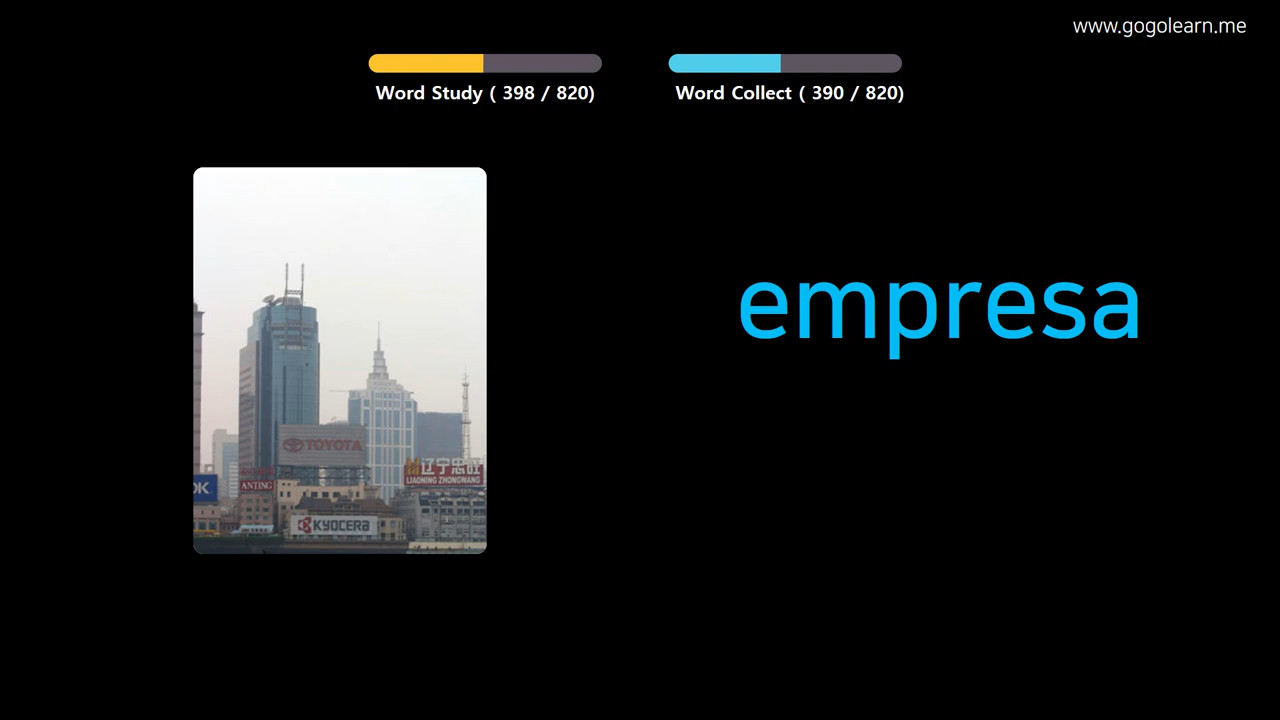 www.gogolearn.me
Word Study ( 398 / 820)
Word Collect ( 390 / 820)
empresa
TOYOTA
OK
ANTING
辽宁忠旺
LIAONING ZHONGWANG
KYOCERA